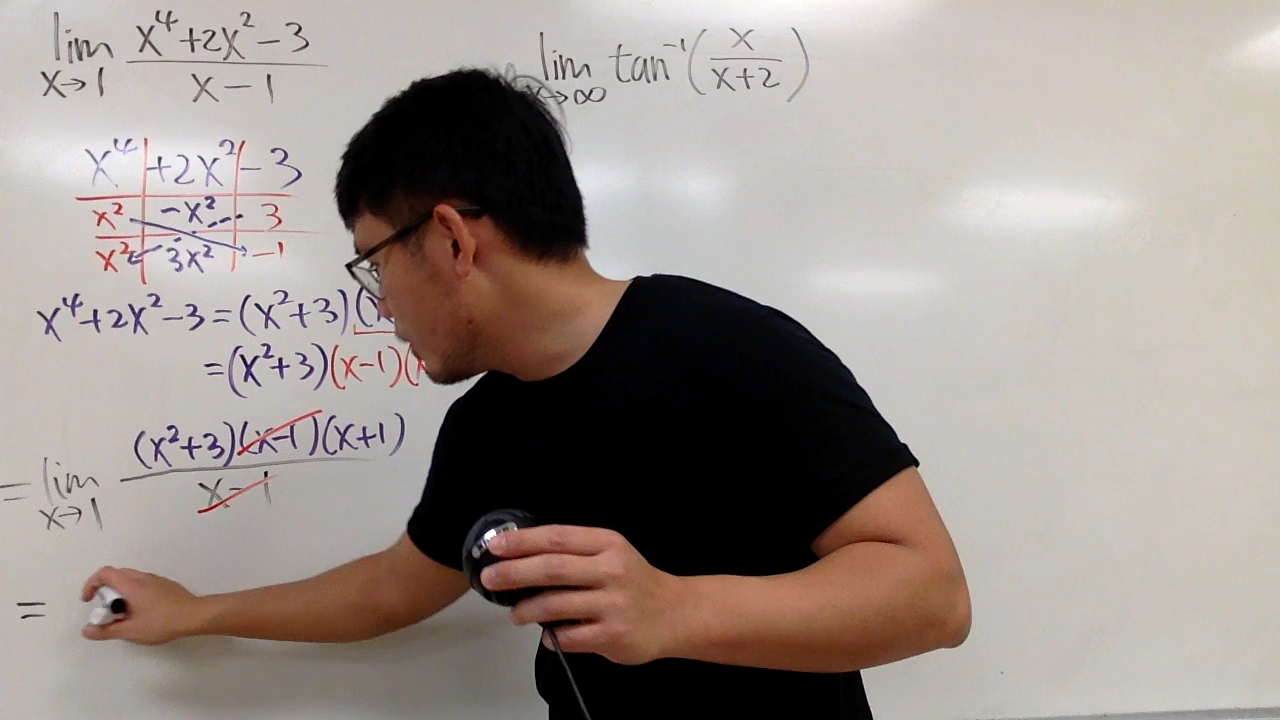 lim x→1 (x⁴+2x²-3)/(x-1)
x⁴ +2x² -3
x² -x² 3
x² 3x² -1
x⁴+2x²-3=(x²+3)(x
=(x²+3)(x-1)(
=lim x→1 (x²+3)(x-1)(x+1)/(x-1)
=
lim x→∞ tan⁻¹(x/(x+2))